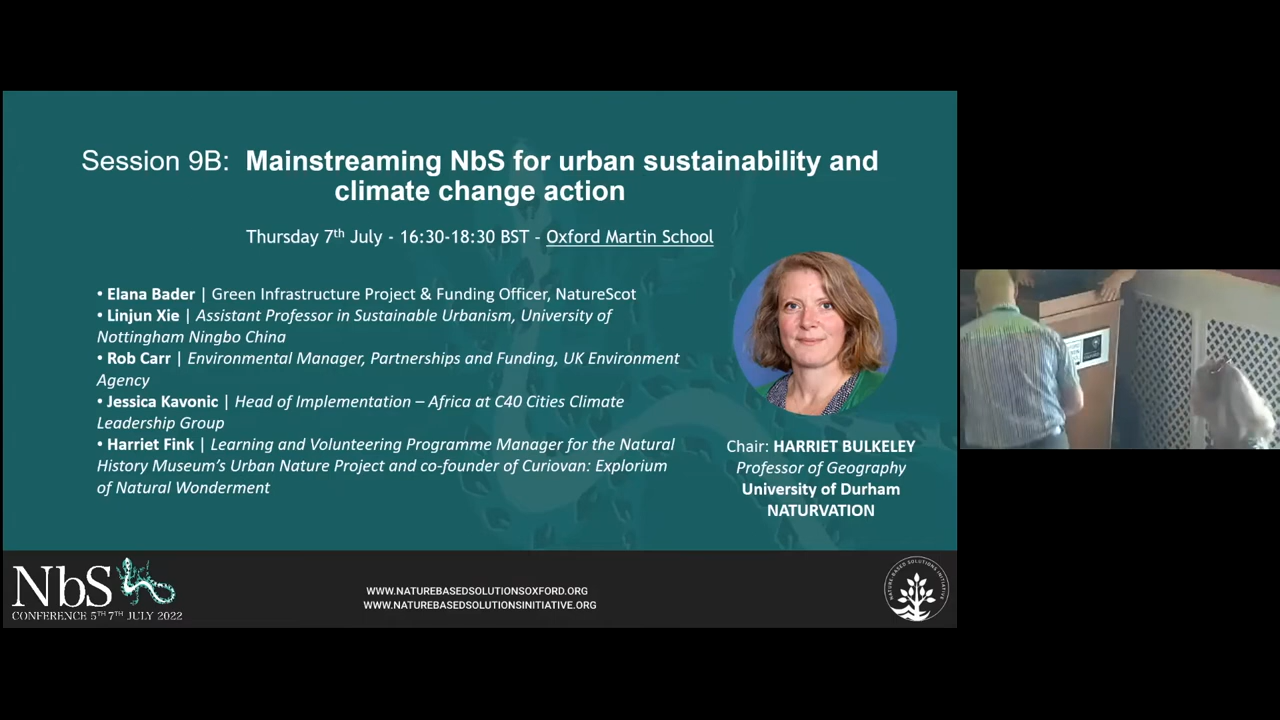 Session 9B: Mainstreaming NbS for urban sustainability and
climate change action
Thursday 7th July - 16:30-18:30 BST - Oxford Martin School
• Elana Bader | Green Infrastructure Project & Funding Officer, NatureScot
• Linjun Xie | Assistant Professor in Sustainable Urbanism, University of
Nottingham Ningbo China
• Rob Carr | Environmental Manager, Partnerships and Funding, UK Environment
Agency
• Jessica Kavonic | Head of Implementation – Africa at C40 Cities Climate
Leadership Group
• Harriet Fink | Learning and Volunteering Programme Manager for the Natural
History Museum's Urban Nature Project and co-founder of Curiovan: Explorium
of Natural Wonderment
Chair: HARRIET BULKELEY
Professor of Geography
University of Durham
NATURVATION
NbS
CONFERENCE 5TH 7TH JULY 2022
WWW.NATUREBASEDSOLUTIONSOXFORD.ORG
WWW.NATUREBASEDSOLUTIONSINITIATIVE.ORG
NATURE-BASED SOLUTIONS INITIATIVE